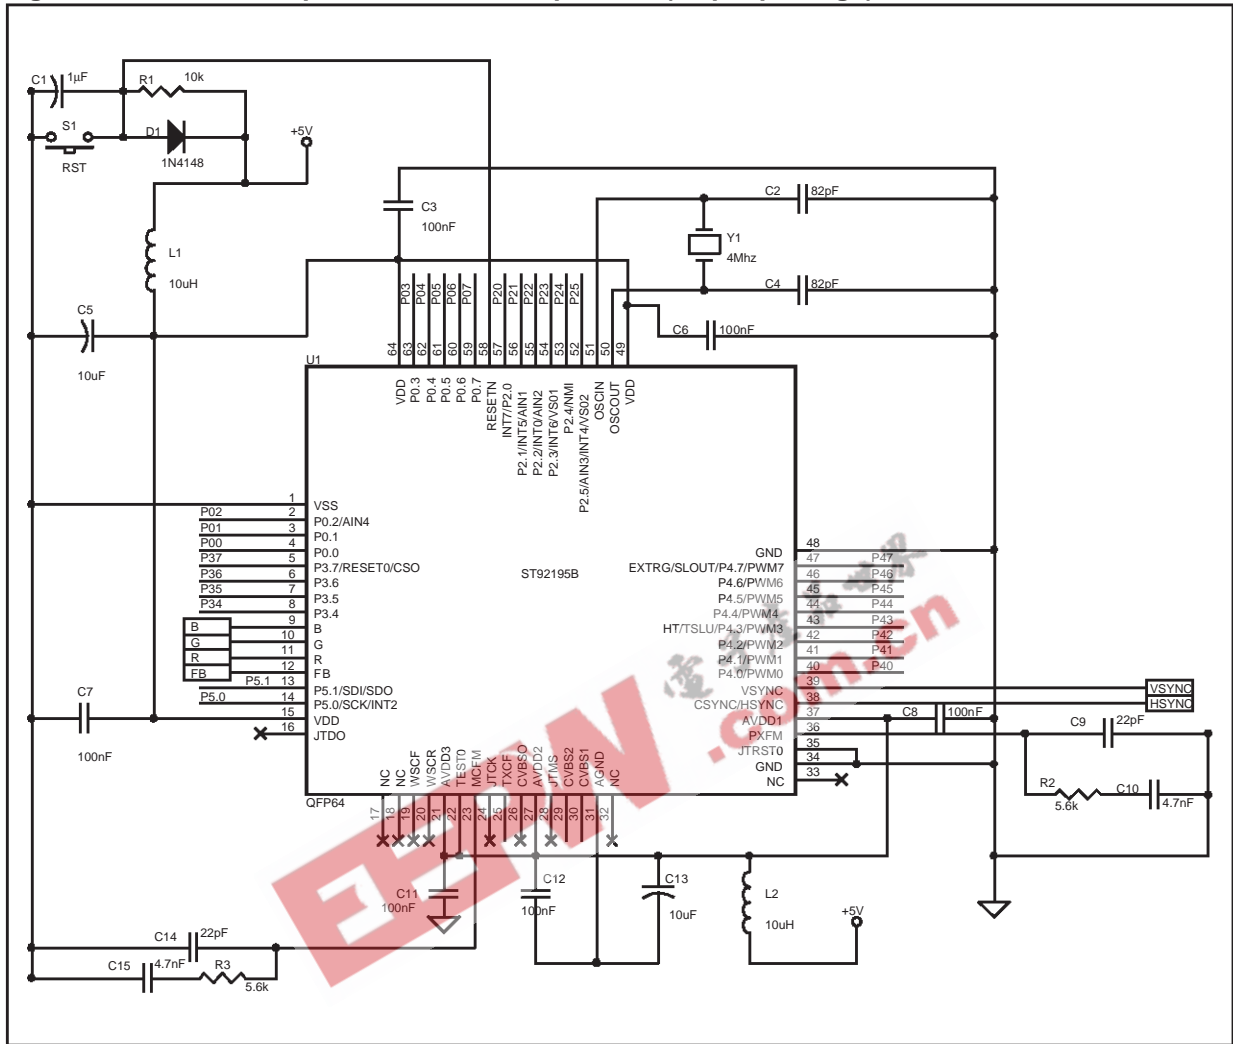 C1
1µF
R1
10k
S1
RST
D1
1N4148
+5V
C3
100nF
C2
82pF
Y1
4Mhz
C4
82pF
C6
100nF
L1
10uH
C5
10uF
P03
P04
P05
P06
P07
P20
P21
P22
P23
P24
P25
64
63
62
61
60
59
58
57
56
55
54
53
52
51
50
49
U1
VDD
P0.3
P0.4
P0.5
P0.6
P0.7
RESETN
INT7/P2.0
P2.1/INT5/AIN1
P2.2/INT0/AIN2
P2.3/INT6/VS01
P2.4/NMI
P2.5/AIN3/INT4/VS02
OSCIN
OSCOUT
VDD
1 VSS
P02 2 P0.2/AIN4
P01 3 P0.1
P00 4 P0.0
P37 5 P3.7/RESET0/CSO
P36 6 P3.6
P35 7 P3.5
P34 8 P3.4
B 9 B
G 10 G
R 11 R
FB 12 FB
P5.1 13 P5.1/SDI/SDO
P5.0 14 P5.0/SCK/INT2
15 VDD
16 JTDO
ST92195B
GND 48
EXTRG/SLOUT/P4.7/PWM7 47 P47
P4.6/PWM6 46 P46
P4.5/PWM5 45 P45
P4.4/PWM4 44 P44
HT/TSLU/P4.3/PWM3 43 P43
P4.2/PWM2 42 P42
P4.1/PWM1 41 P41
P4.0/PWM0 40 P40
VSYNC 39 VSYNC
CSYNC/HSYNC 38 HSYNC
AVDD1 37
PXFM 36
JTRST0 35
GND 34
NC 33
C7
100nF
C8
100nF
C9
22pF
R2
5.6k
C10
4.7nF
QFP64
NC
NC
WSCF
WSCR
AVDD3
TEST0
MCFM
JTCK
TXCF
CVBSO
AVDD2
JTMS
CVBS2
CVBS1
AGND
NC
17
18
19
20
21
22
23
24
25
26
27
28
29
30
31
32
C11
100nF
C12
100nF
C13
10uF
L2
10uH
+5V
C14
22pF
C15
4.7nF
R3
5.6k
EEPW
.com.cn